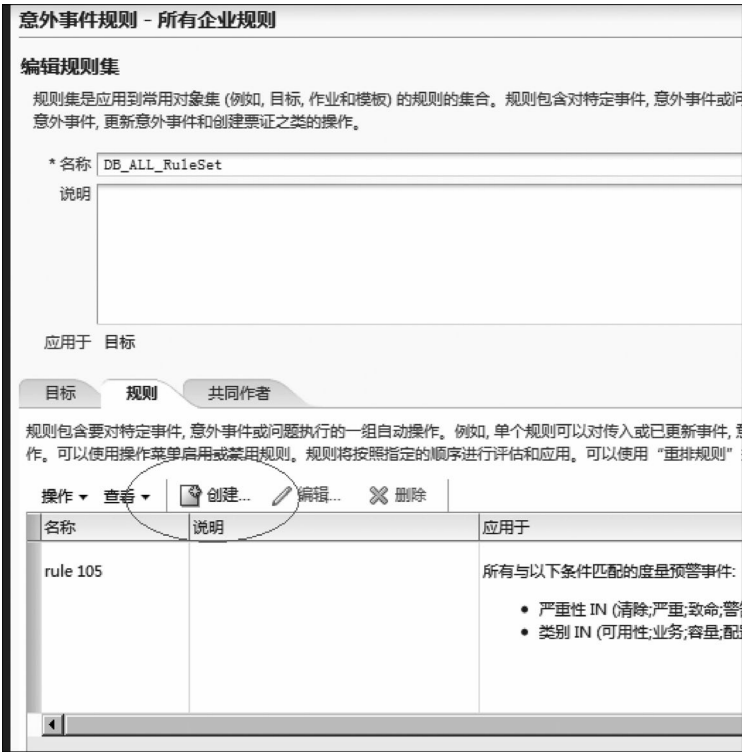 意外事件规则 - 所有企业规则
编辑规则集
规则集是应用到常用对象集 (例如, 目标, 作业和模板) 的规则的集合。规则包含对特定事件, 意外事件或问
意外事件, 更新意外事件和创建票证之类的操作。
* 名称 DB_ALL_RuleSet
说明
应用于 目标
目标 规则 共同作者
规则包含要对特定事件, 意外事件或问题执行的一组自动操作。例如, 单个规则可以对传入或已更新事件, 意
作。可以使用操作菜单启用或禁用规则。规则将按照指定的顺序进行评估和应用。可以使用 “重排规则”
操作 查看 创建... 编辑... 删除
名称 说明 应用于
rule 105 所有与以下条件匹配的度量预警事件:
• 严重性 IN (清除;严重;致命;警告
• 类别 IN (可用性;业务;容量;配置